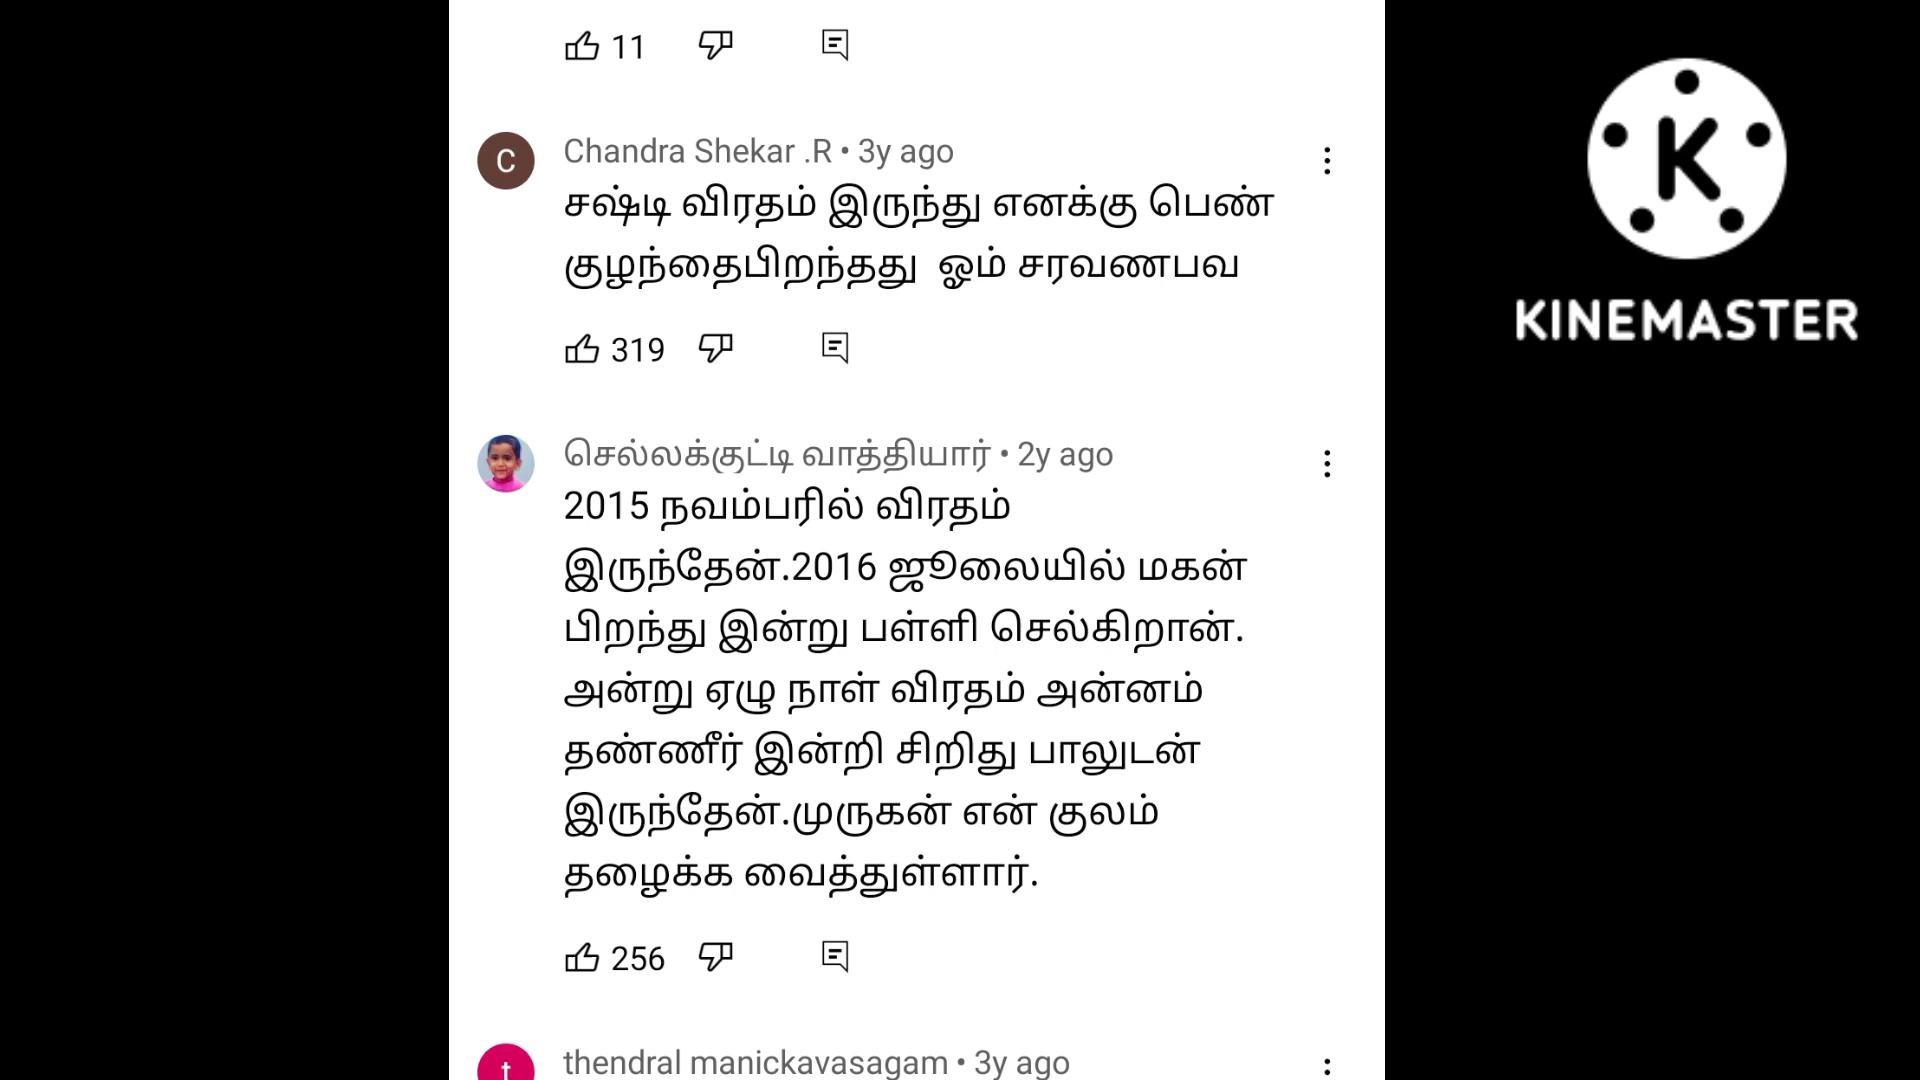 11
Chandra Shekar .R • 3y ago
சஷ்டி விரதம் இருந்து எனக்கு பெண்
குழந்தைபிறந்தது  ஓம் சரவணபவ
319
செல்லக்குட்டி வாத்தியார் • 2y ago
2015 நவம்பரில் விரதம்
இருந்தேன்.2016 ஜூலையில் மகன்
பிறந்து இன்று பள்ளி செல்கிறான்.
அன்று ஏழு நாள் விரதம் அன்னம்
தண்ணீர் இன்றி சிறிது பாலுடன்
இருந்தேன்.முருகன் என் குலம்
தழைக்க வைத்துள்ளார்.
256
thendral manickavasagam • 3y ago
C
t
K
KINEMASTER